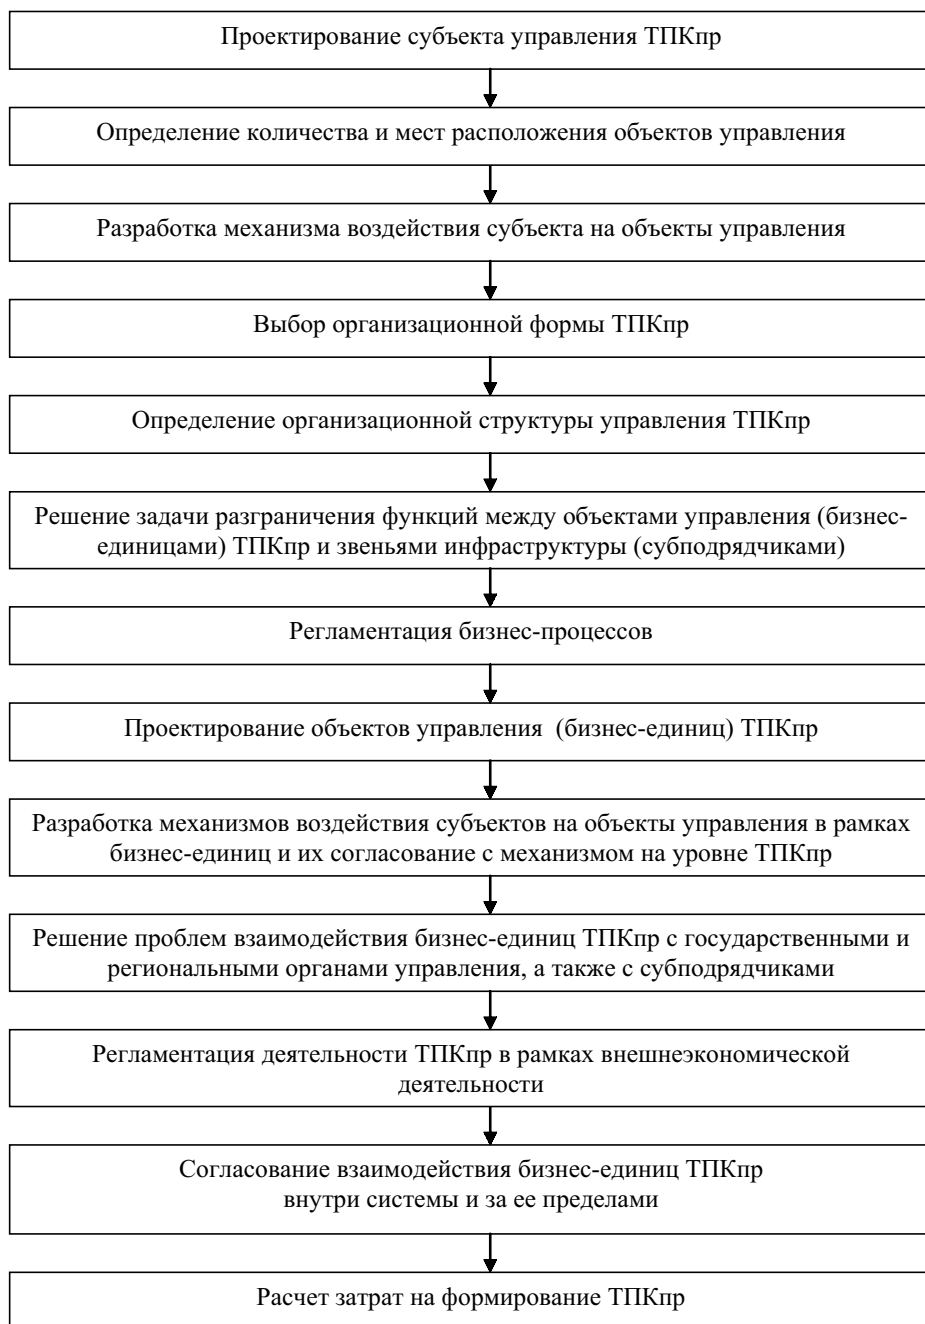 Проектирование субъекта управления ТПКпр
Определение количества и мест расположения объектов управления
Разработка механизма воздействия субъекта на объекты управления
Выбор организационной формы ТПКпр
Определение организационной структуры управления ТПКпр
Решение задачи разграничения функций между объектами управления (бизнес-
единицами) ТПКпр и звеньями инфраструктуры (субподрядчиками)
Регламентация бизнес-процессов
Проектирование объектов управления  (бизнес-единиц) ТПКпр
Разработка механизмов воздействия субъектов на объекты управления в рамках
бизнес-единиц и их согласование с механизмом на уровне ТПКпр
Решение проблем взаимодействия бизнес-единиц ТПКпр с государственными и
региональными органами управления, а также с субподрядчиками
Регламентация деятельности ТПКпр в рамках внешнеэкономической
деятельности
Согласование взаимодействия бизнес-единиц ТПКпр
внутри системы и за ее пределами
Расчет затрат на формирование ТПКпр